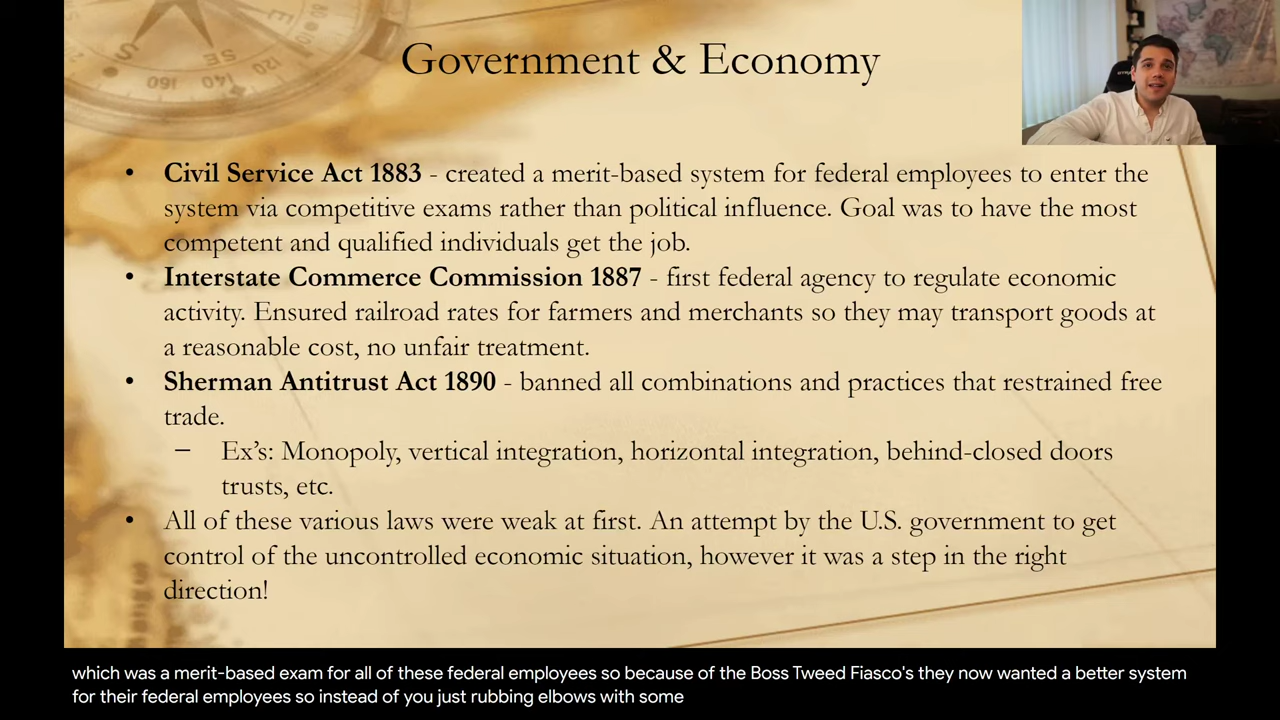 Government & Economy
• Civil Service Act 1883 - created a merit-based system for federal employees to enter the
system via competitive exams rather than political influence. Goal was to have the most
competent and qualified individuals get the job.
• Interstate Commerce Commission 1887 - first federal agency to regulate economic
activity. Ensured railroad rates for farmers and merchants so they may transport goods at
a reasonable cost, no unfair treatment.
• Sherman Antitrust Act 1890 - banned all combinations and practices that restrained free
trade.
– Ex's: Monopoly, vertical integration, horizontal integration, behind-closed doors
trusts, etc.
• All of these various laws were weak at first. An attempt by the U.S. government to get
control of the uncontrolled economic situation, however it was a step in the right
direction!
which was a merit-based exam for all of these federal employees so because of the Boss Tweed Fiasco's they now wanted a better system
for their federal employees so instead of you just rubbing elbows with some